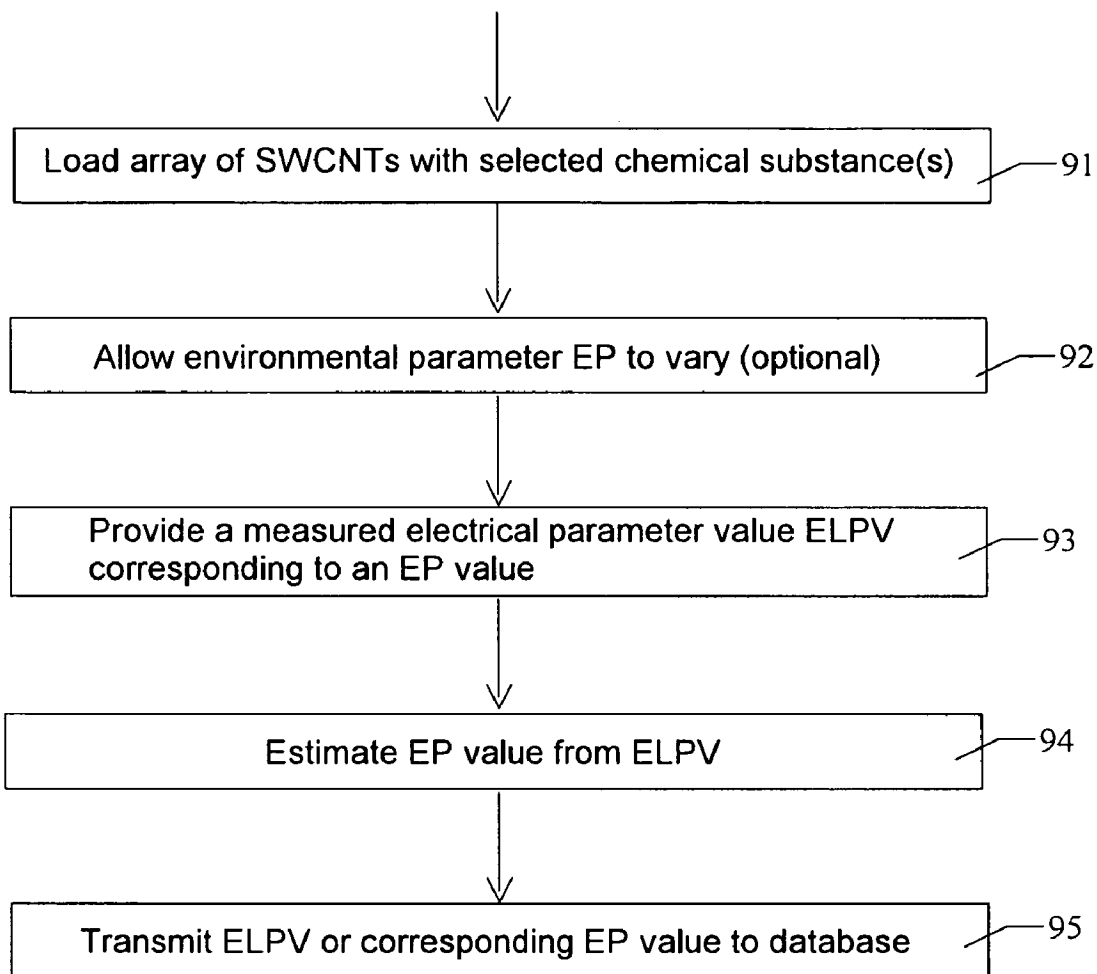 Load array of SWCNTs with selected chemical substance(s)
91
Allow environmental parameter EP to vary (optional)
92
Provide a measured electrical parameter value ELPV
corresponding to an EP value
93
Estimate EP value from ELPV
94
Transmit ELPV or corresponding EP value to database
95